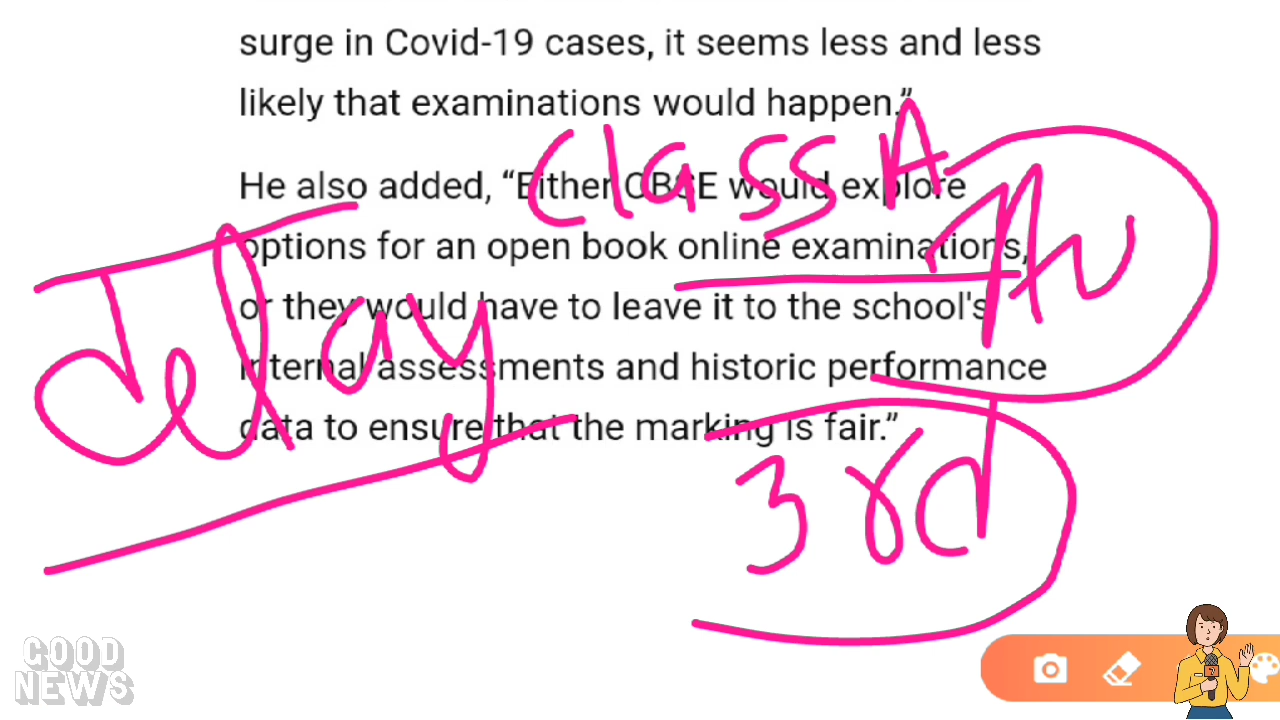 surge in Covid-19 cases, it seems less and less
likely that examinations would happen.”
He also added, “Either CBSE would explore
options for an open book online examinations,
or they would have to leave it to the school's
internal assessments and historic performance
data to ensure that the marking is fair.”
class
delay
3rd
GOOD
NEWS